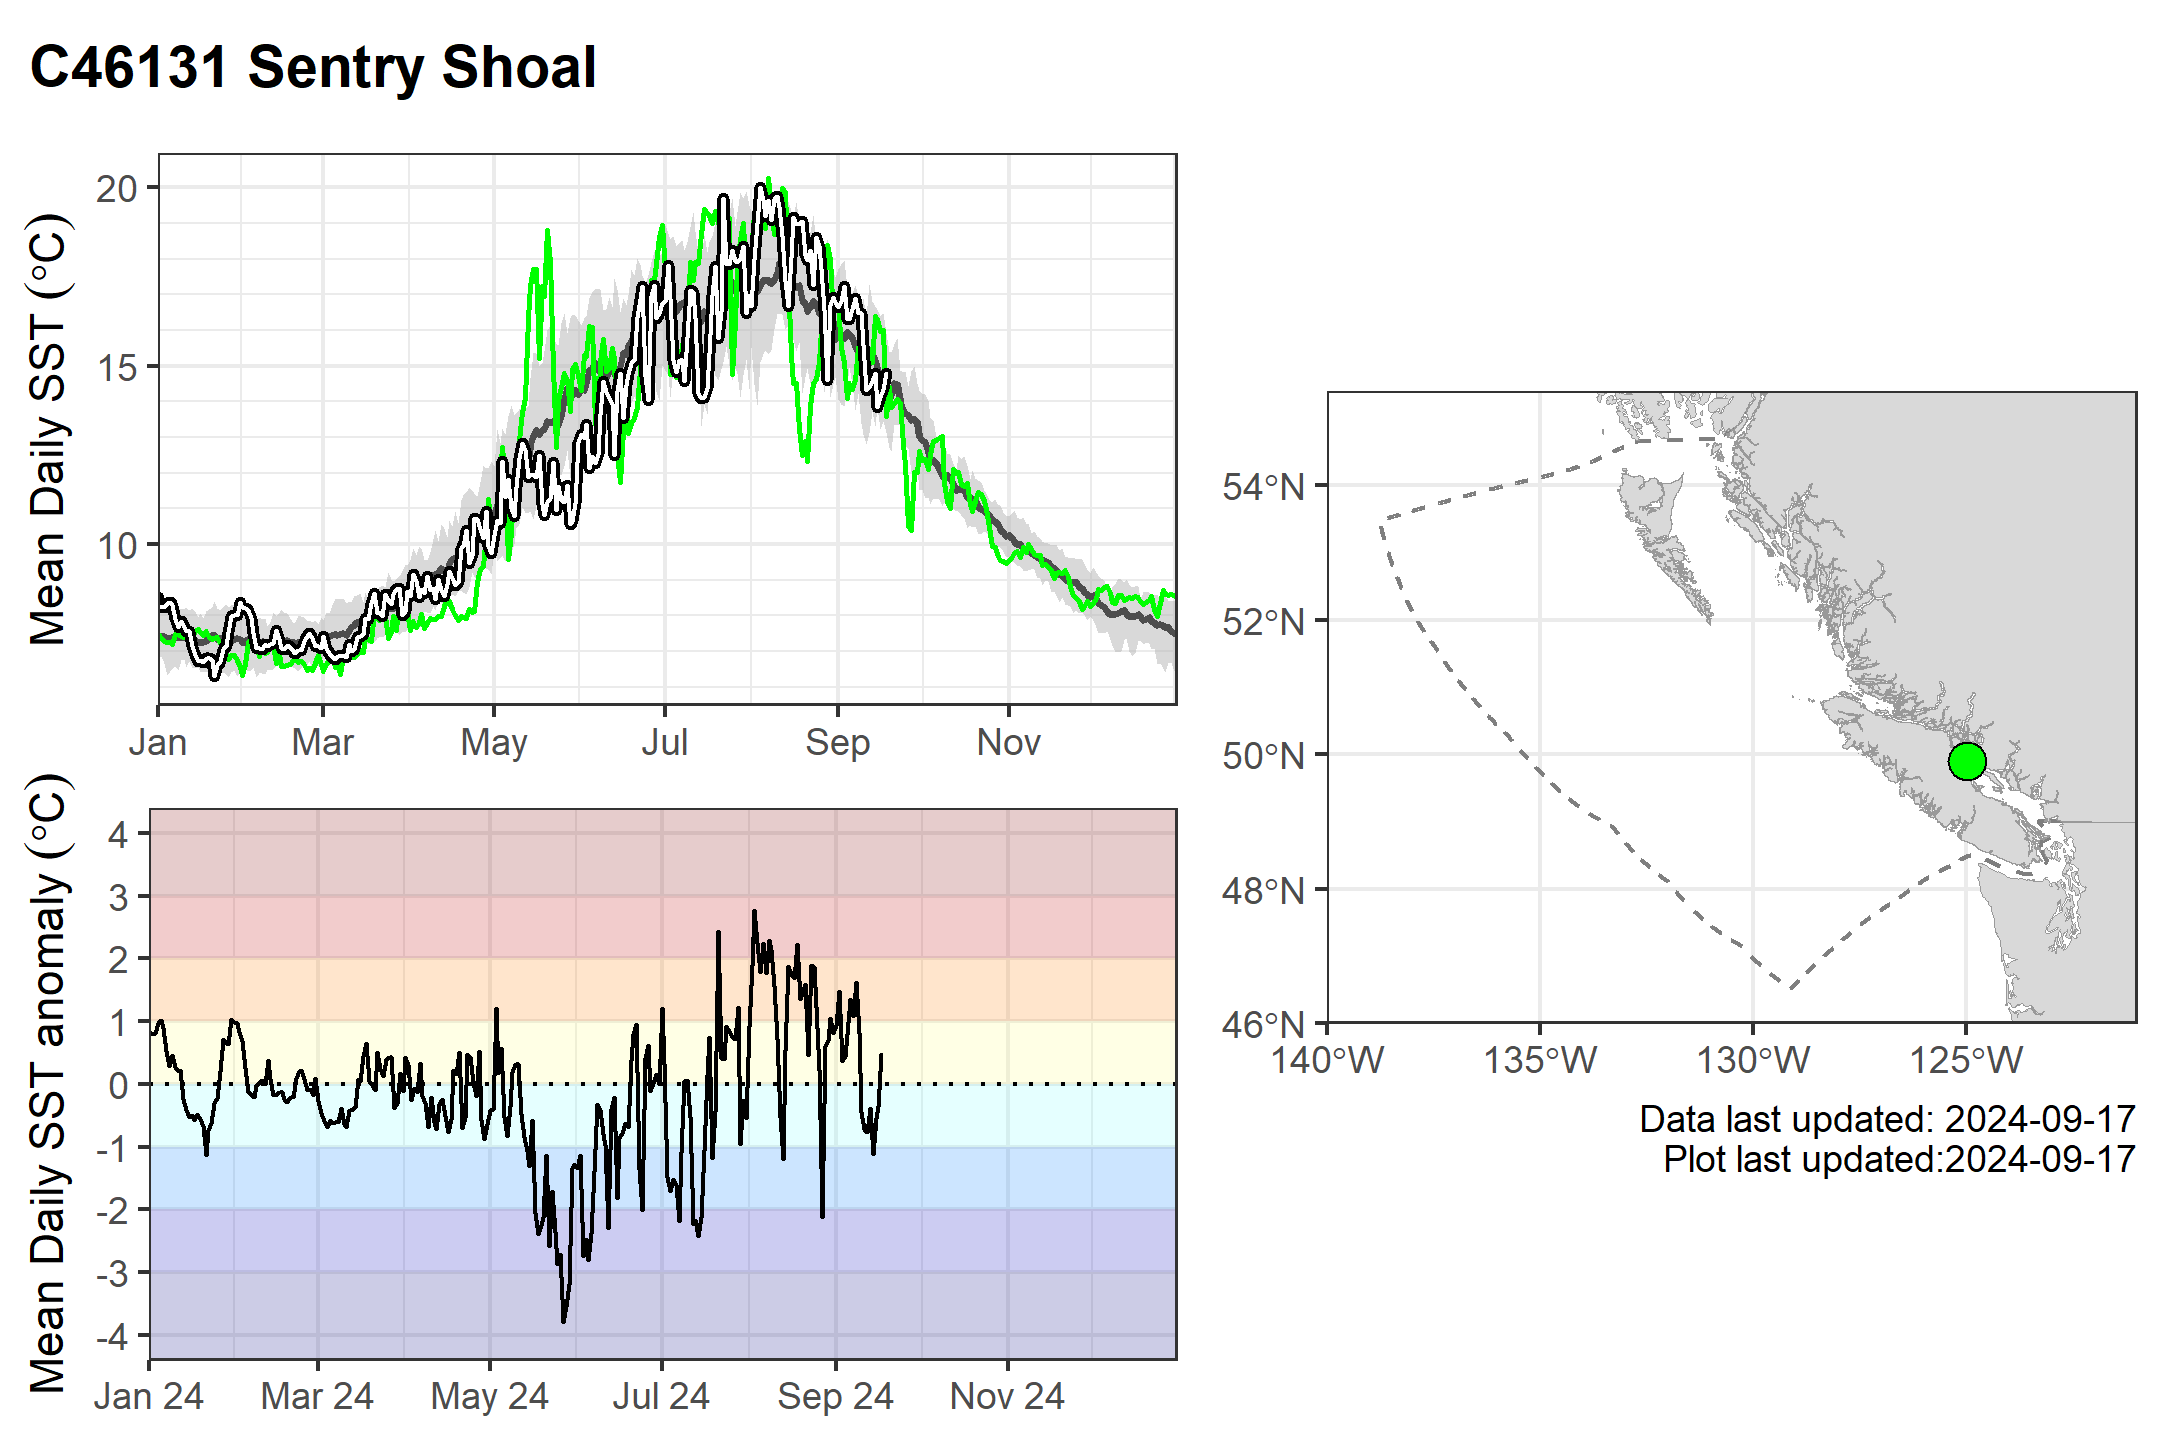 C46131 Sentry Shoal
Mean Daily SST (°C)
20
15
10
Jan Mar May Jul Sep Nov
Mean Daily SST anomaly (°C)
4
3
2
1
0
-1
-2
-3
-4
Jan 24 Mar 24 May 24 Jul 24 Sep 24 Nov 24
54°N
52°N
50°N
48°N
46°N
140°W 135°W 130°W 125°W
Data last updated: 2024-09-17
Plot last updated:2024-09-17